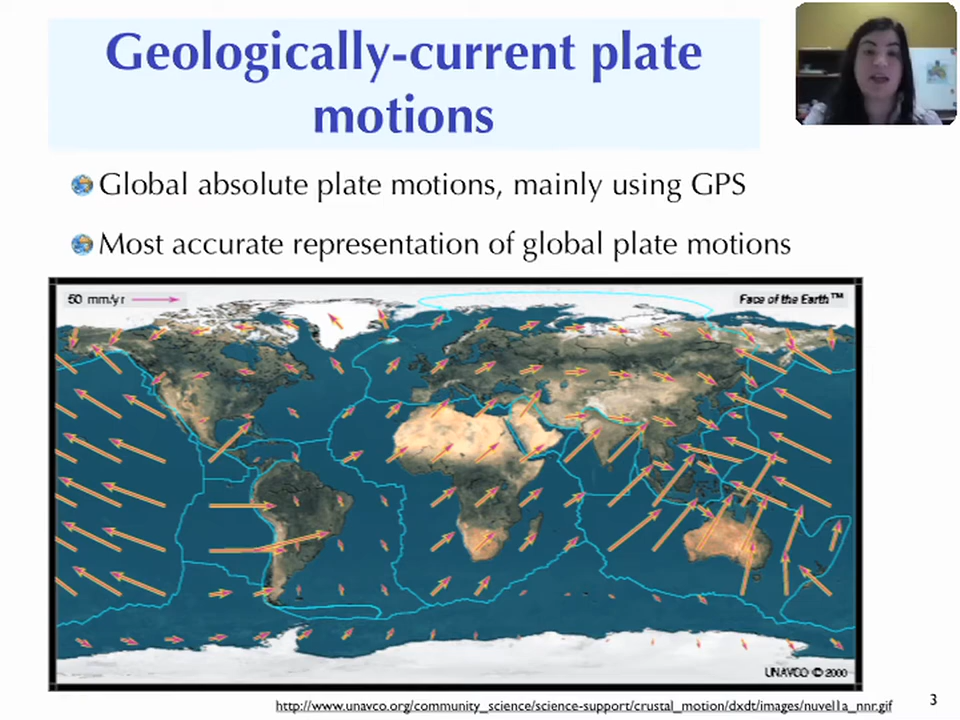 Geologically-current plate
motions
Global absolute plate motions, mainly using GPS
Most accurate representation of global plate motions
50 mm/yr
Face of the Earth™
UNAVCO © 2000
http://www.unavco.org/community_science/science-support/crustal_motion/dxdt/images/nuvel1a_nnr.gif
3